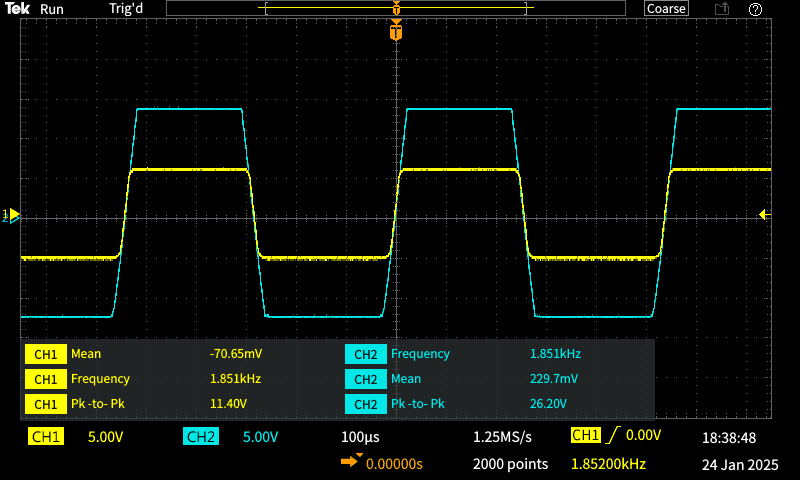 Tek Run Trig'd T Coarse ?
T
1
2
CH1 Mean -70.65mV CH2 Frequency 1.851kHz
CH1 Frequency 1.851kHz CH2 Mean 229.7mV
CH1 Pk -to- Pk 11.40V CH2 Pk -to- Pk 26.20V
CH1 5.00V CH2 5.00V 100µs 1.25MS/s CH1 0.00V 18:38:48
0.00000s 2000 points 1.85200kHz 24 Jan 2025